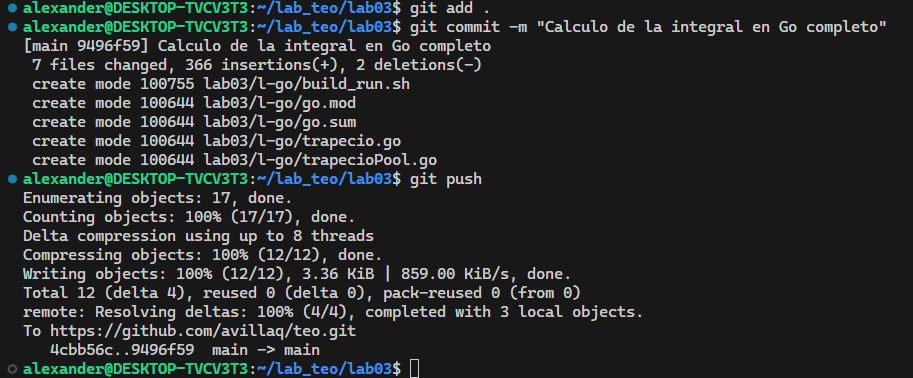 alexander@DESKTOP-TVCV3T3:~/lab_teo/lab03$ git add .
alexander@DESKTOP-TVCV3T3:~/lab_teo/lab03$ git commit -m "Calculo de la integral en Go completo"
[main 9496f59] Calculo de la integral en Go completo
 7 files changed, 366 insertions(+), 2 deletions(-)
 create mode 100755 lab03/l-go/build_run.sh
 create mode 100644 lab03/l-go/go.mod
 create mode 100644 lab03/l-go/go.sum
 create mode 100644 lab03/l-go/trapecio.go
 create mode 100644 lab03/l-go/trapecioPool.go
alexander@DESKTOP-TVCV3T3:~/lab_teo/lab03$ git push
Enumerating objects: 17, done.
Counting objects: 100% (17/17), done.
Delta compression using up to 8 threads
Compressing objects: 100% (12/12), done.
Writing objects: 100% (12/12), 3.36 KiB | 859.00 KiB/s, done.
Total 12 (delta 4), reused 0 (delta 0), pack-reused 0 (from 0)
remote: Resolving deltas: 100% (4/4), completed with 3 local objects.
To https://github.com/avillaq/teo.git
   4cbb56c..9496f59  main -> main
alexander@DESKTOP-TVCV3T3:~/lab_teo/lab03$